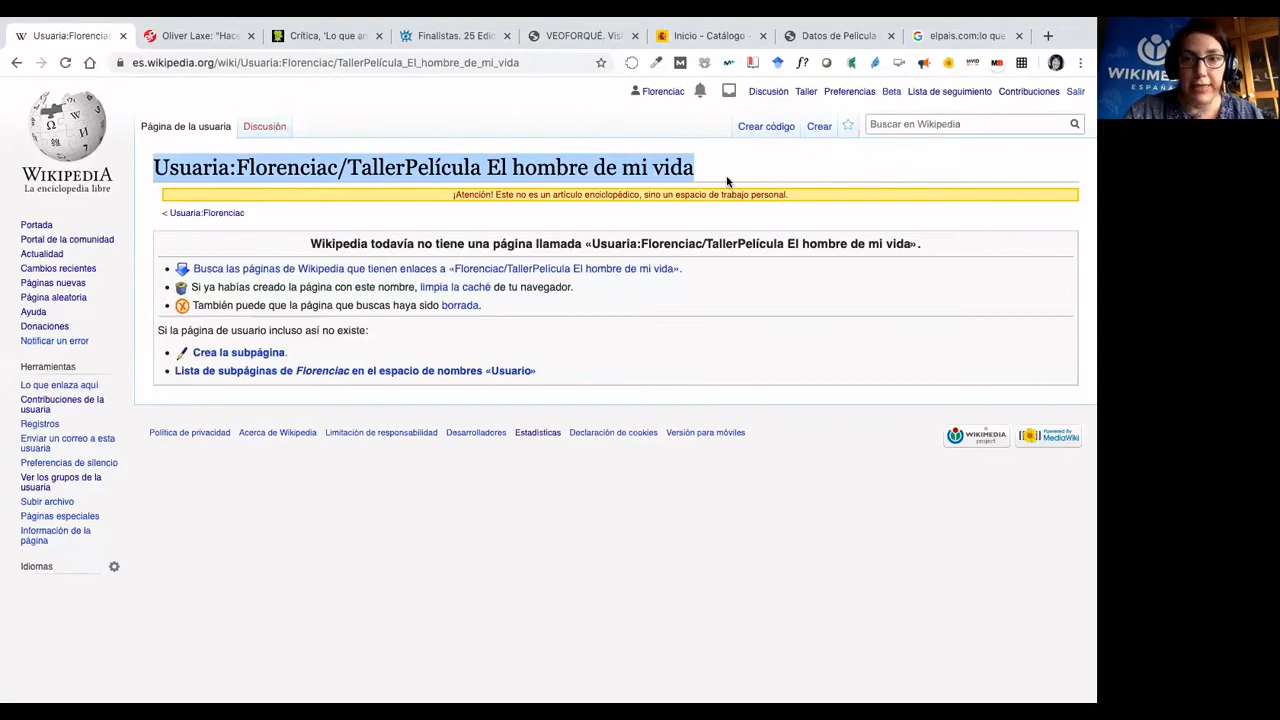 Usuaria:Florenciac
Oliver Laxe: "Hace
Crítica, 'Lo que an
Finalistas. 25 Edic
VEOFORQUÉ. Visi
Inicio - Catálogo
Datos de Película
elpais.com:lo que
es.wikipedia.org/wiki/Usuaria:Florenciac/TallerPelícula_El_hombre_de_mi_vida
WIKIPEDIA
La enciclopedia libre
Florenciac Discusión Taller Preferencias Beta Lista de seguimiento Contribuciones Salir
Página de la usuaria Discusión Crear código Crear Buscar en Wikipedia
Usuaria:Florenciac/TallerPelícula El hombre de mi vida
¡Atención! Este no es un artículo enciclopédico, sino un espacio de trabajo personal.
< Usuaria:Florenciac
Wikipedia todavía no tiene una página llamada «Usuaria:Florenciac/TallerPelícula El hombre de mi vida».
Busca las páginas de Wikipedia que tienen enlaces a «Florenciac/TallerPelícula El hombre de mi vida».
Si ya habías creado la página con este nombre, limpia la caché de tu navegador.
También puede que la página que buscas haya sido borrada.
Si la página de usuario incluso así no existe:
Crea la subpágina.
Lista de subpáginas de Florenciac en el espacio de nombres «Usuario»
Portada
Portal de la comunidad
Actualidad
Cambios recientes
Páginas nuevas
Página aleatoria
Ayuda
Donaciones
Notificar un error
Herramientas
Lo que enlaza aquí
Contribuciones de la
usuaria
Registros
Enviar un correo a esta
usuaria
Preferencias de silencio
Ver los grupos de la
usuaria
Subir archivo
Páginas especiales
Información de la
página
Idiomas
Política de privacidad Acerca de Wikipedia Limitación de responsabilidad Desarrolladores Estadísticas Declaración de cookies Versión para móviles
a
WIKIMEDIA
project
Powered By
MediaWiki
WIKIME
ESPAÑA